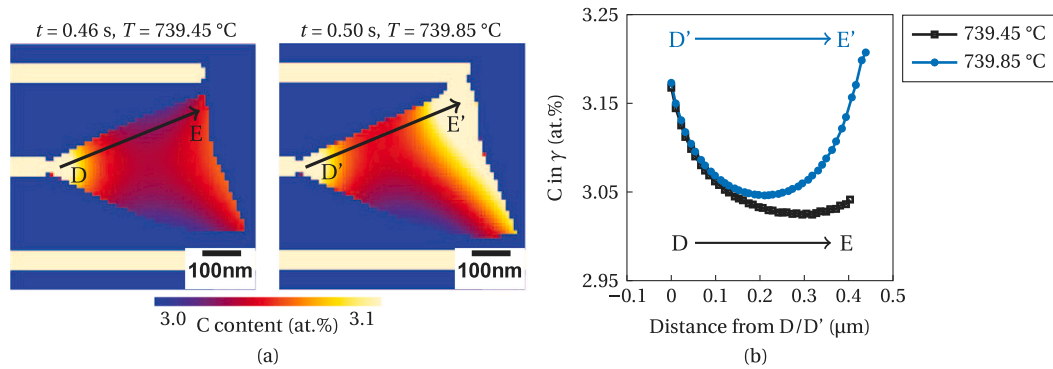 (a)
t = 0.46 s, T = 739.45 °C
t = 0.50 s, T = 739.85 °C
D
E
D'
E'
100nm
100nm
3.0
C content (at.%)
3.1
(a)
3.25
3.15
3.05
2.95
C in γ (at.%)
−0.1
0
0.1
0.2
0.3
0.4
0.5
Distance from D/D' (μm)
D'
E'
D
E
739.45 °C
739.85 °C
(b)
(b)